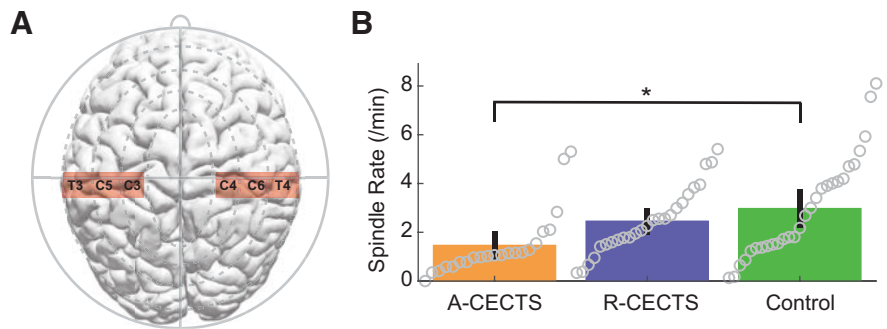 A
B
T3 C5 C3
C4 C6 T4
Spindle Rate (/min)
8
6
4
2
0
*
A-CECTS
R-CECTS
Control